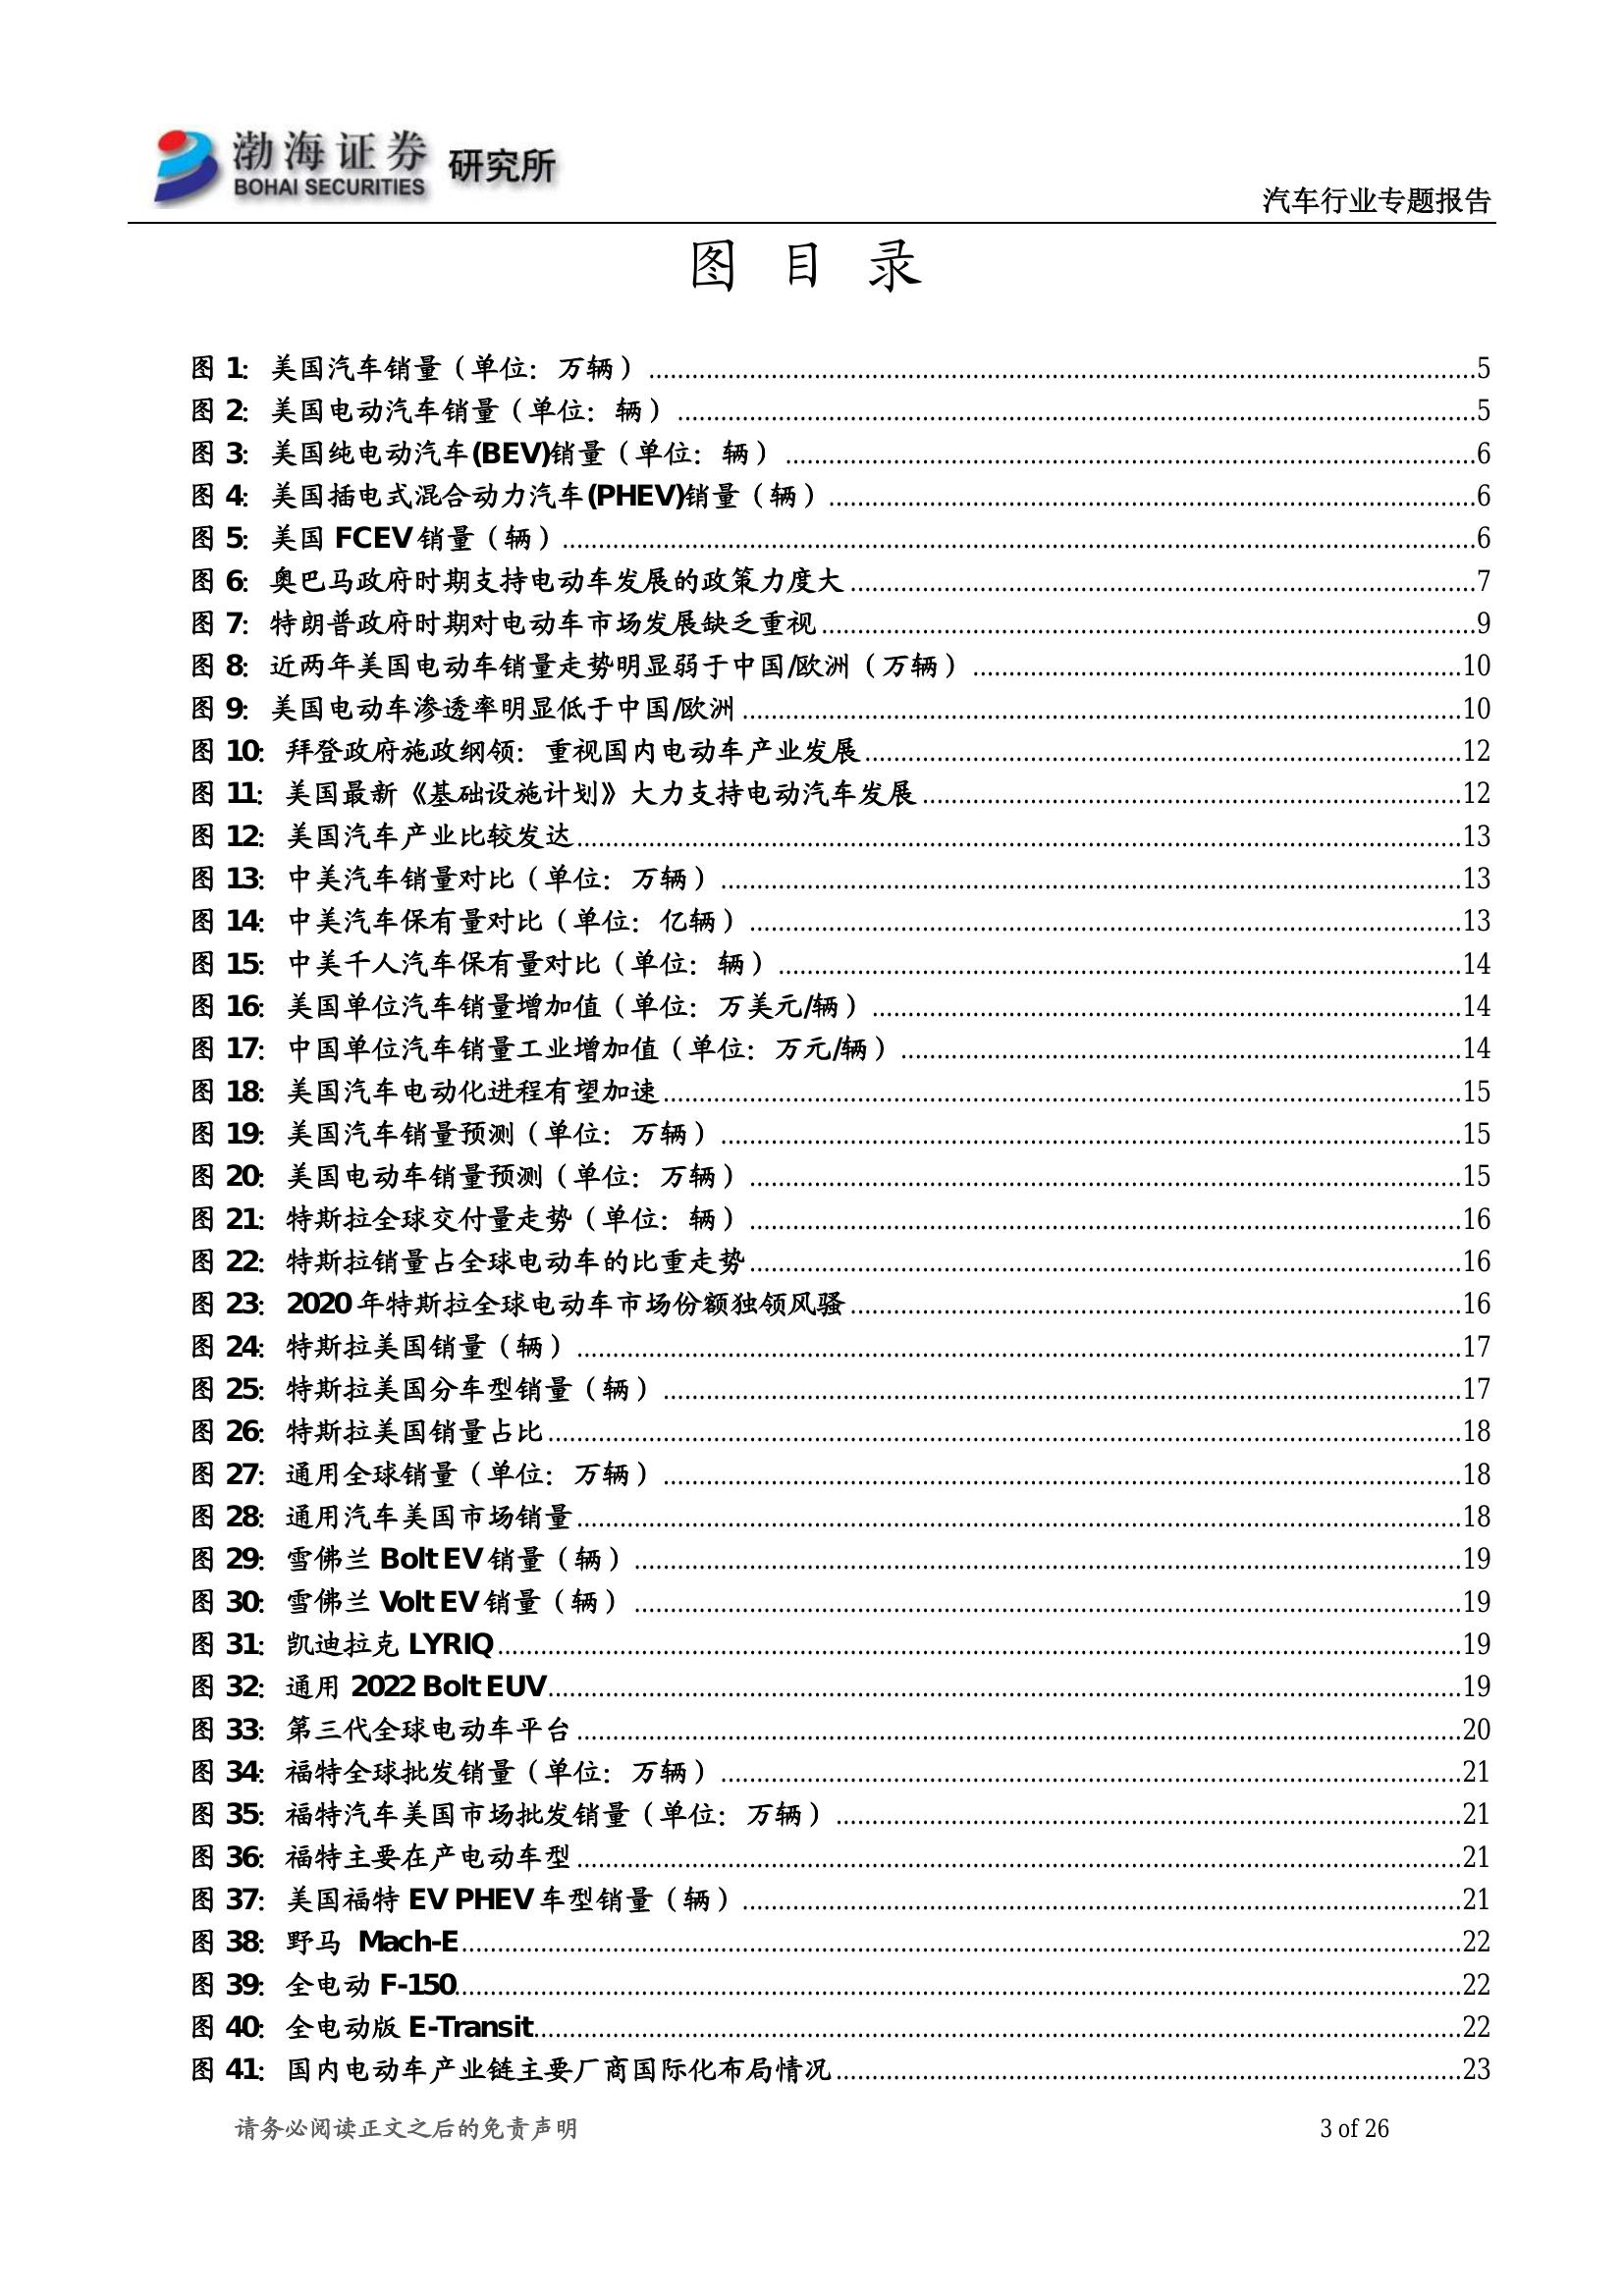 渤海证券 研究所
BOHAI SECURITIES
汽车行业专题报告
图 目 录
图 1：美国汽车销量（单位：万辆）5
图 2：美国电动汽车销量（单位：辆）5
图 3：美国纯电动汽车(BEV)销量（单位：辆）6
图 4：美国插电式混合动力汽车(PHEV)销量（辆）6
图 5：美国 FCEV 销量（辆）6
图 6：奥巴马政府时期支持电动车发展的政策力度大7
图 7：特朗普政府时期对电动车市场发展缺乏重视9
图 8：近两年美国电动车销量走势明显弱于中国/欧洲（万辆）10
图 9：美国电动车渗透率明显低于中国/欧洲10
图 10：拜登政府施政纲领：重视国内电动车产业发展12
图 11：美国最新《基础设施计划》大力支持电动汽车发展12
图 12：美国汽车产业比较发达13
图 13：中美汽车销量对比（单位：万辆）13
图 14：中美汽车保有量对比（单位：亿辆）13
图 15：中美千人汽车保有量对比（单位：辆）14
图 16：美国单位汽车销量增加值（单位：万美元/辆）14
图 17：中国单位汽车销量工业增加值（单位：万元/辆）14
图 18：美国汽车电动化进程有望加速15
图 19：美国汽车销量预测（单位：万辆）15
图 20：美国电动车销量预测（单位：万辆）15
图 21：特斯拉全球交付量走势（单位：辆）16
图 22：特斯拉销量占全球电动车的比重走势16
图 23：2020 年特斯拉全球电动车市场份额独领风骚16
图 24：特斯拉美国销量（辆）17
图 25：特斯拉美国分车型销量（辆）17
图 26：特斯拉美国销量占比18
图 27：通用全球销量（单位：万辆）18
图 28：通用汽车美国市场销量18
图 29：雪佛兰 Bolt EV 销量（辆）19
图 30：雪佛兰 Volt EV 销量（辆）19
图 31：凯迪拉克 LYRIQ19
图 32：通用 2022 Bolt EUV19
图 33：第三代全球电动车平台20
图 34：福特全球批发销量（单位：万辆）21
图 35：福特汽车美国市场批发销量（单位：万辆）21
图 36：福特主要在产电动车型21
图 37：美国福特 EV PHEV 车型销量（辆）21
图 38：野马 Mach-E22
图 39：全电动 F-15022
图 40：全电动版 E-Transit22
图 41：国内电动车产业链主要厂商国际化布局情况23
请务必阅读正文之后的免责声明 3 of 26